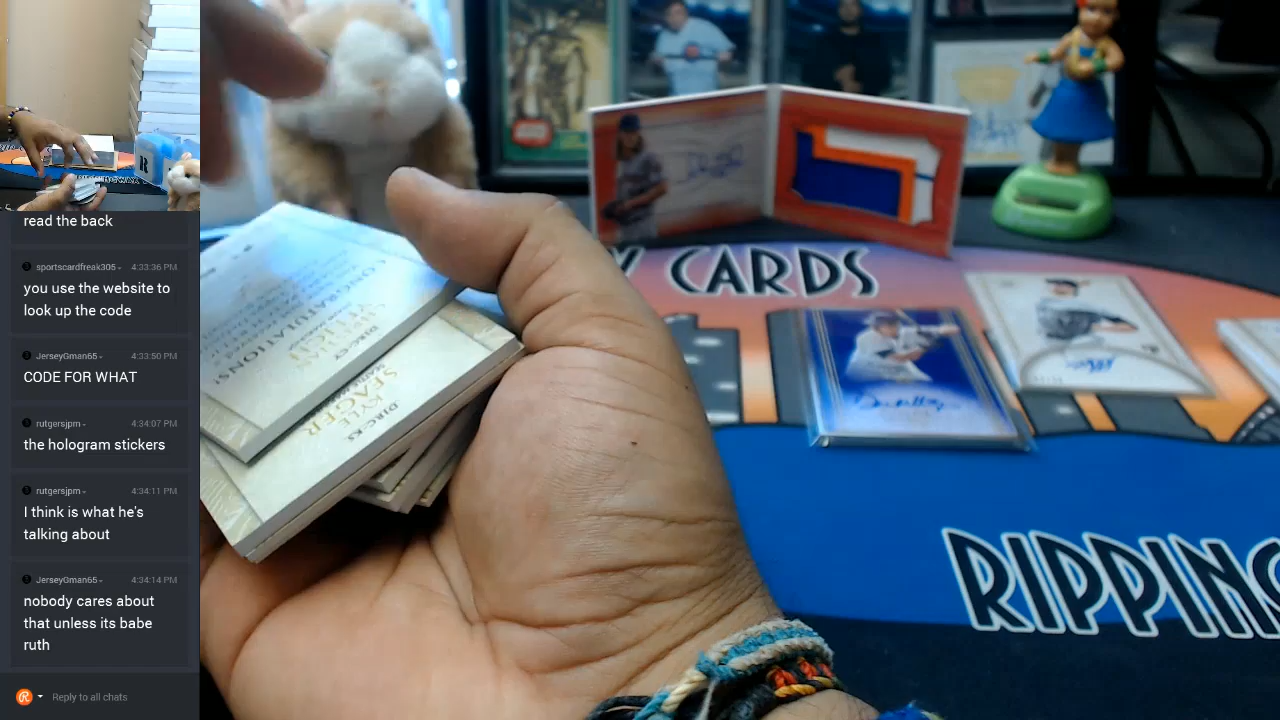 read the back
sportscardfreak305
4:33:36 PM
you use the website to
look up the code
JerseyGman65
4:33:50 PM
CODE FOR WHAT
rutgersjpm
4:34:07 PM
the hologram stickers
rutgersjpm
4:34:11 PM
I think is what he's
talking about
JerseyGman65
4:34:14 PM
nobody cares about
that unless its babe
ruth
Reply to all chats
CONGRATULATIONS!
KYLE
SEAGER
CARDS
RIPPING